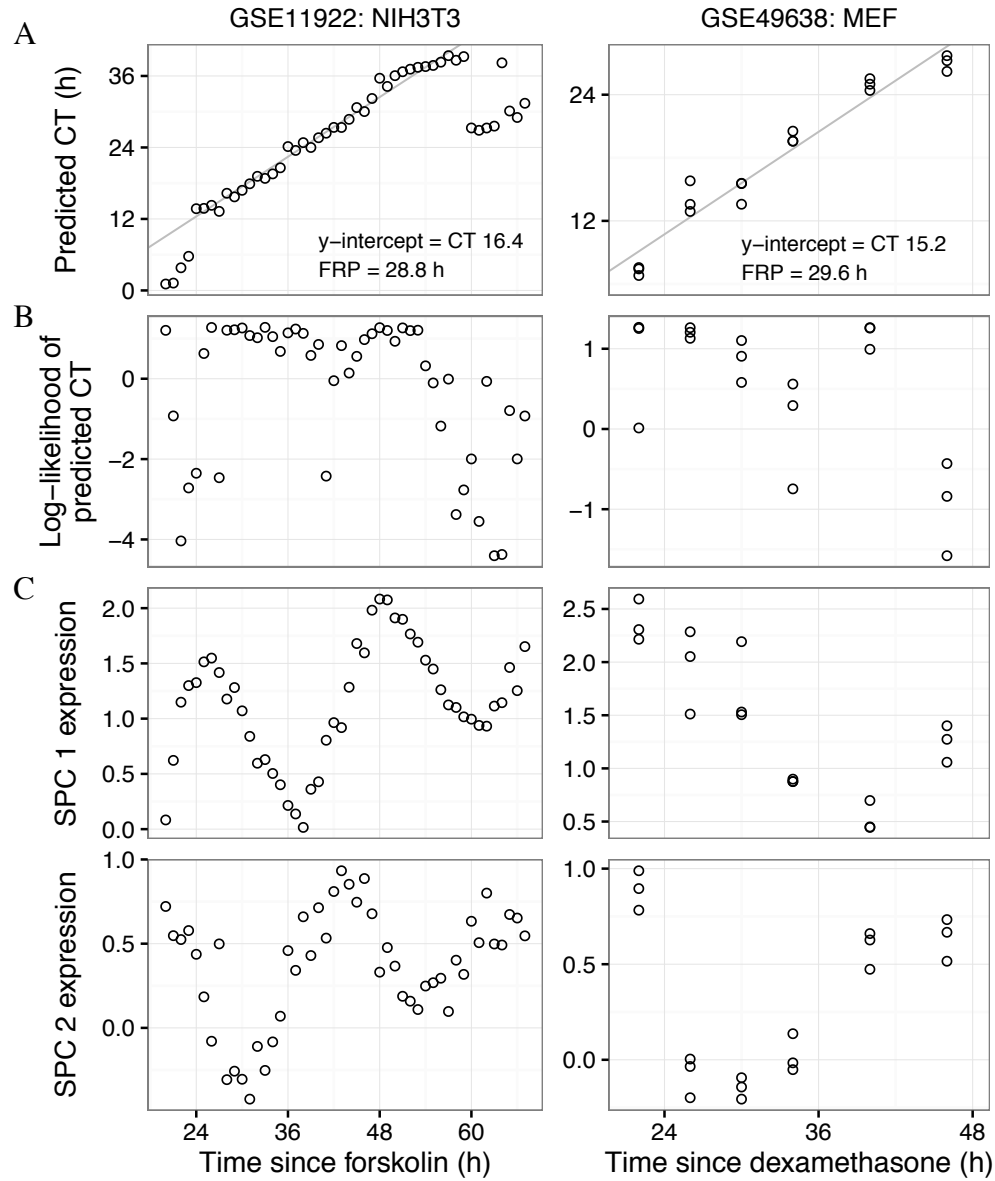 GSE11922: NIH3T3
GSE49638: MEF
A
Predicted CT (h)
36
24
12
0
y−intercept = CT 16.4
FRP = 28.8 h
24
12
y−intercept = CT 15.2
FRP = 29.6 h
B
Log−likelihood of
predicted CT
0
−2
−4
1
0
−1
C
SPC 1 expression
2.0
1.5
1.0
0.5
0.0
2.5
2.0
1.5
1.0
0.5
SPC 2 expression
1.0
0.5
0.0
1.0
0.5
0.0
24 36 48 60
24 36 48
Time since forskolin (h)
Time since dexamethasone (h)